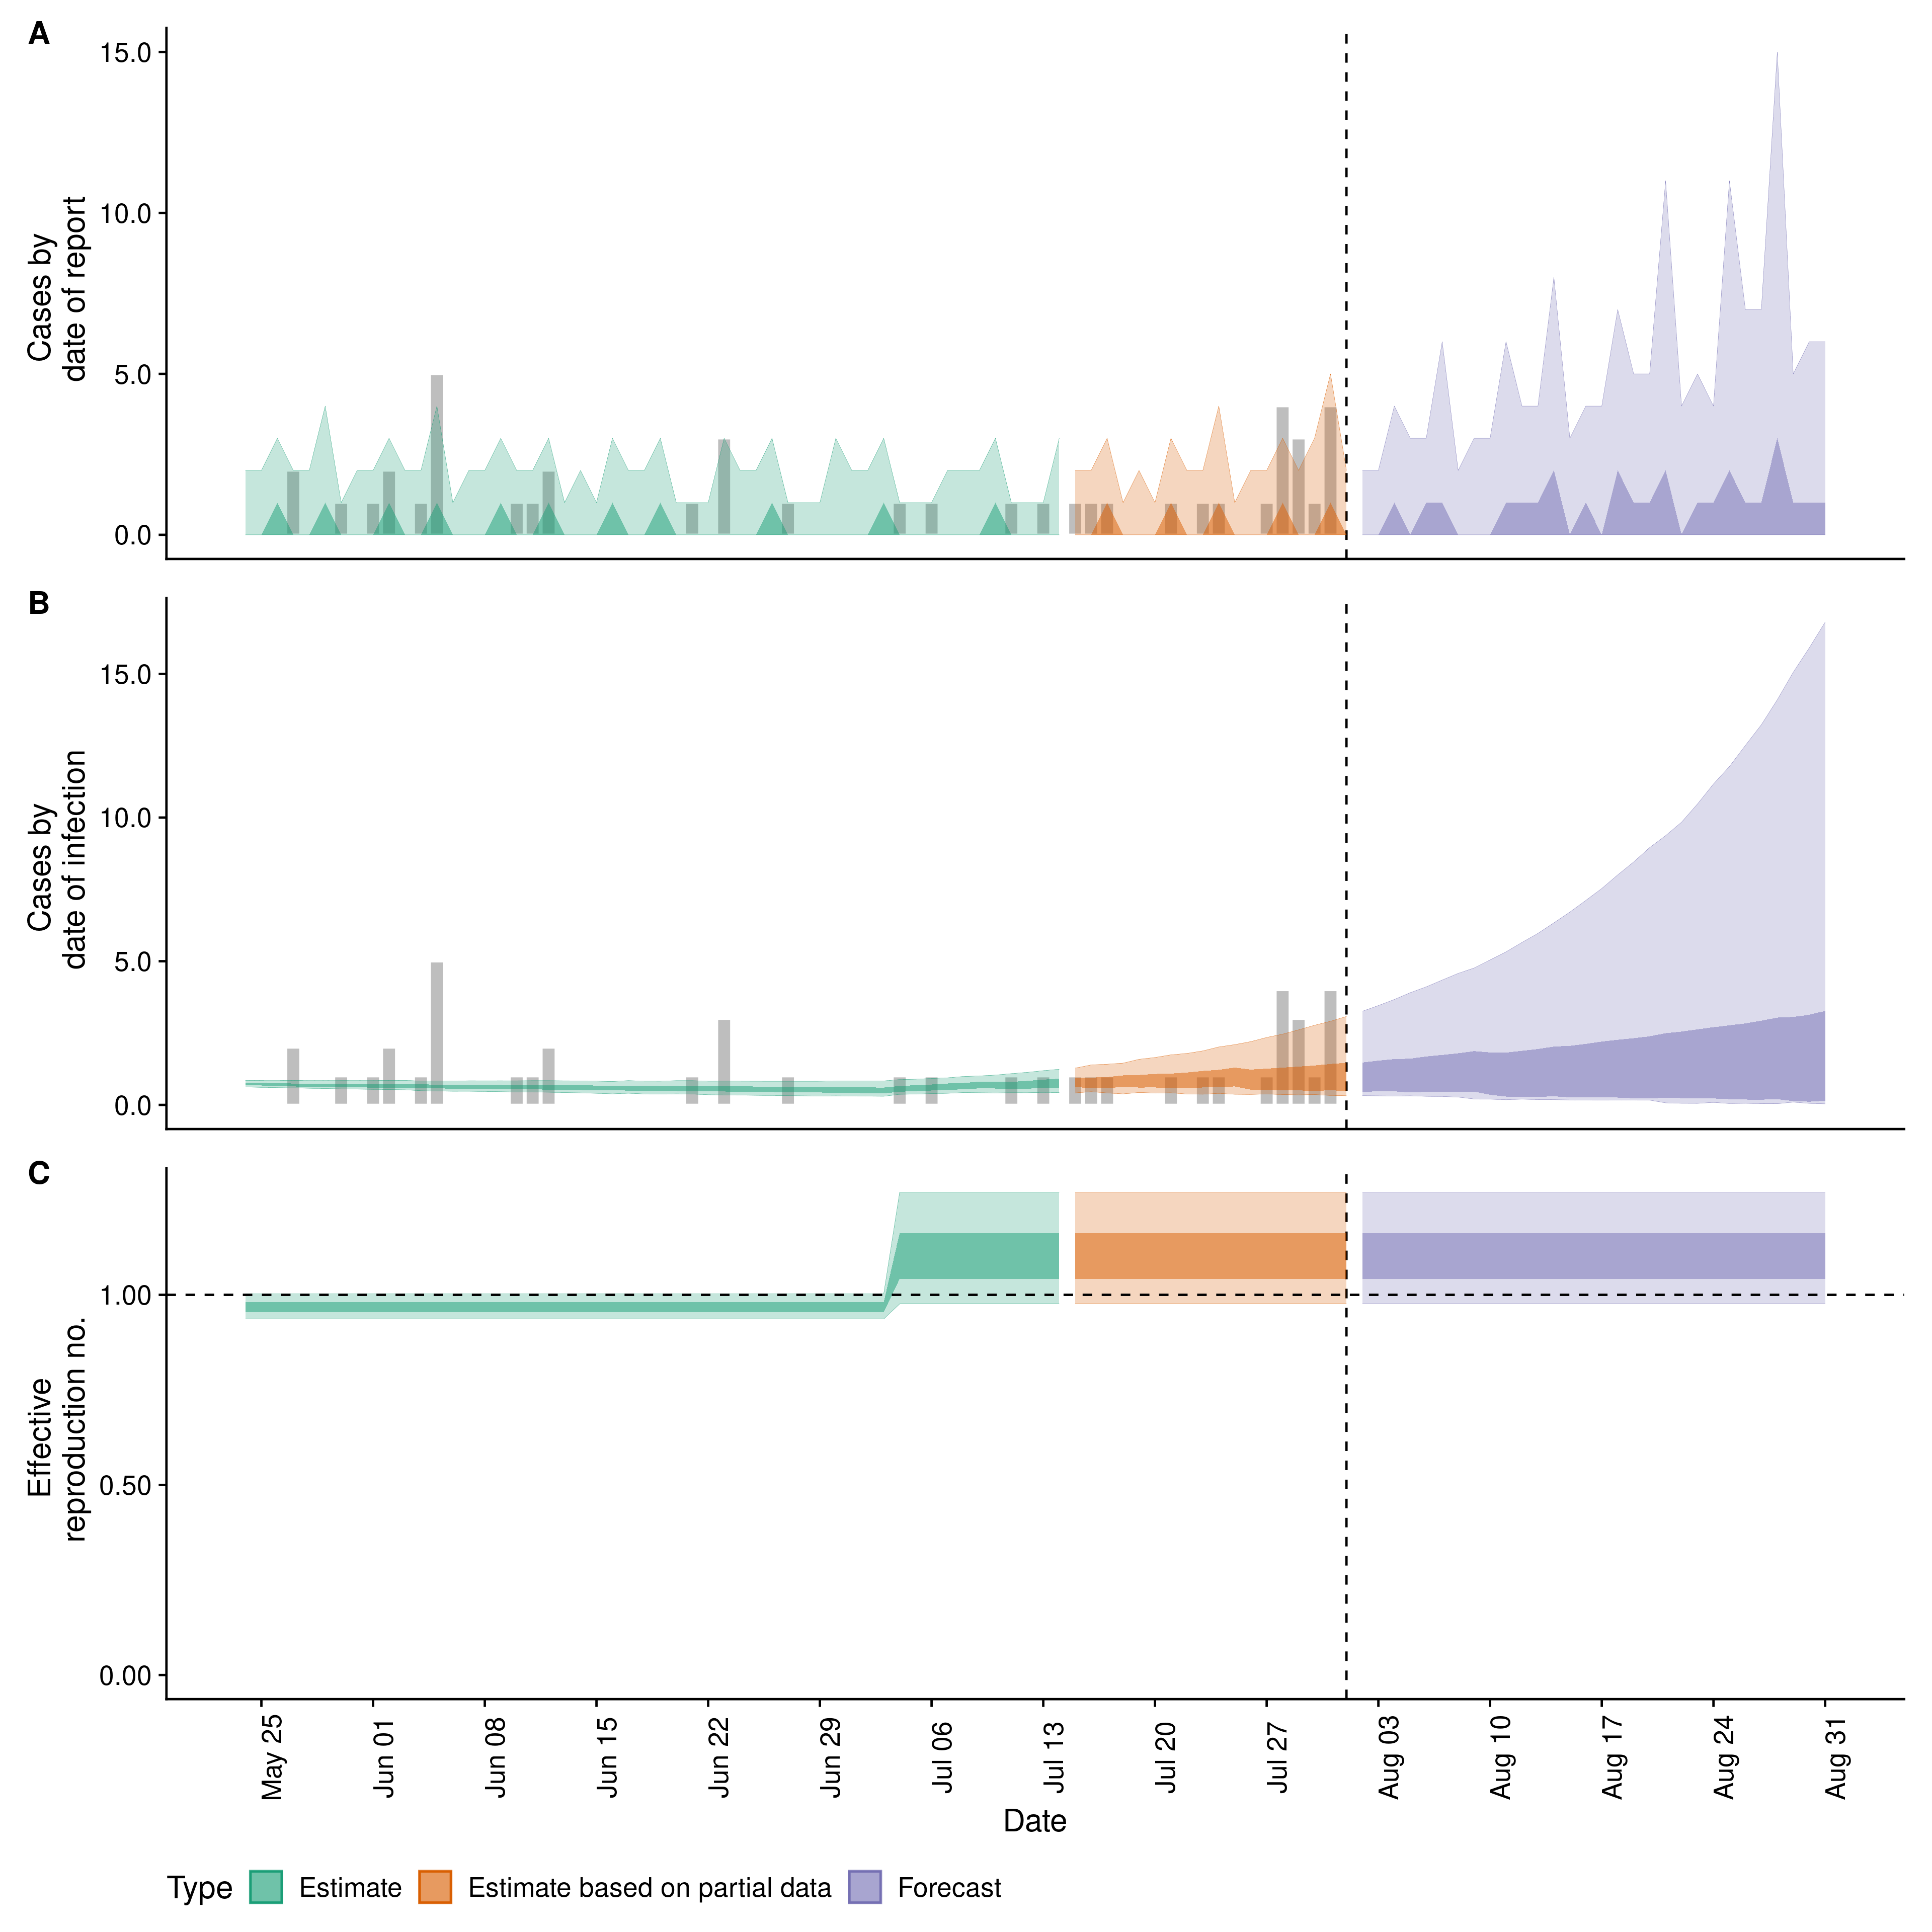 A
15.0
10.0
5.0
0.0
Cases by
date of report
B
15.0
10.0
5.0
0.0
Cases by
date of infection
C
1.00
0.50
0.00
Effective
reproduction no.
May 25
Jun 01
Jun 08
Jun 15
Jun 22
Jun 29
Jul 06
Jul 13
Jul 20
Jul 27
Aug 03
Aug 10
Aug 17
Aug 24
Aug 31
Date
Type Estimate Estimate based on partial data Forecast